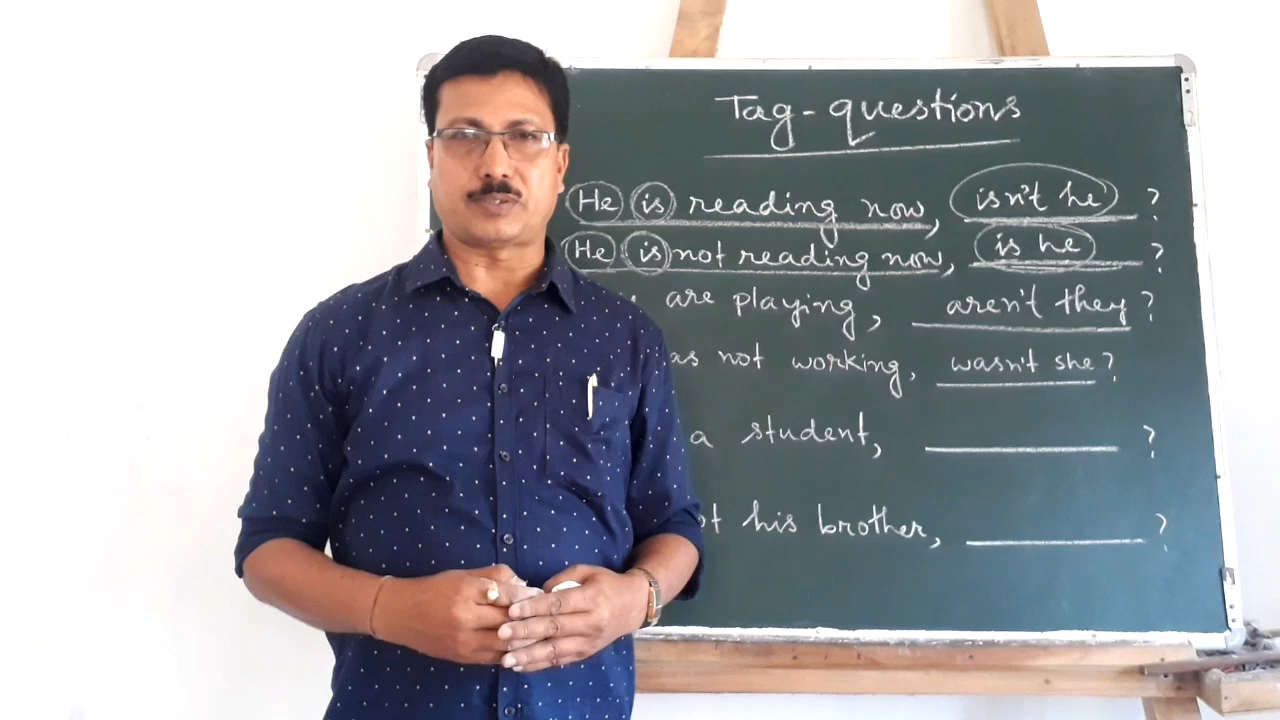 Tag-questions
He is reading now, isn't he ?
He is not reading now, is he ?
are playing, aren't they ?
as not working, wasn't she ?
a student, ?
his brother, ?